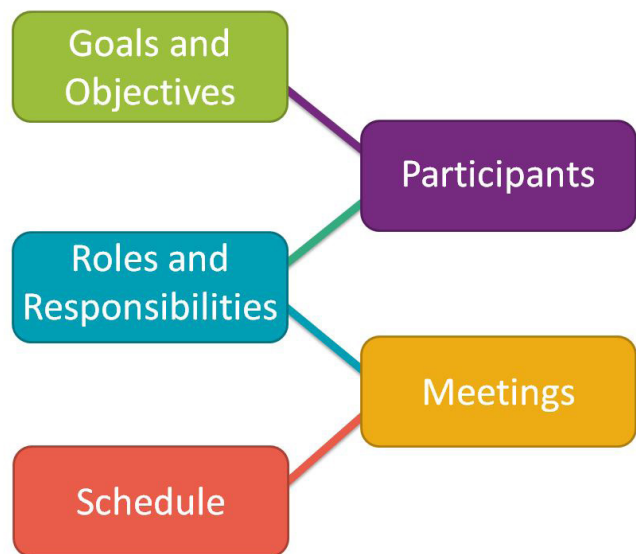 Goals and
Objectives
Participants
Roles and
Responsibilities
Meetings
Schedule